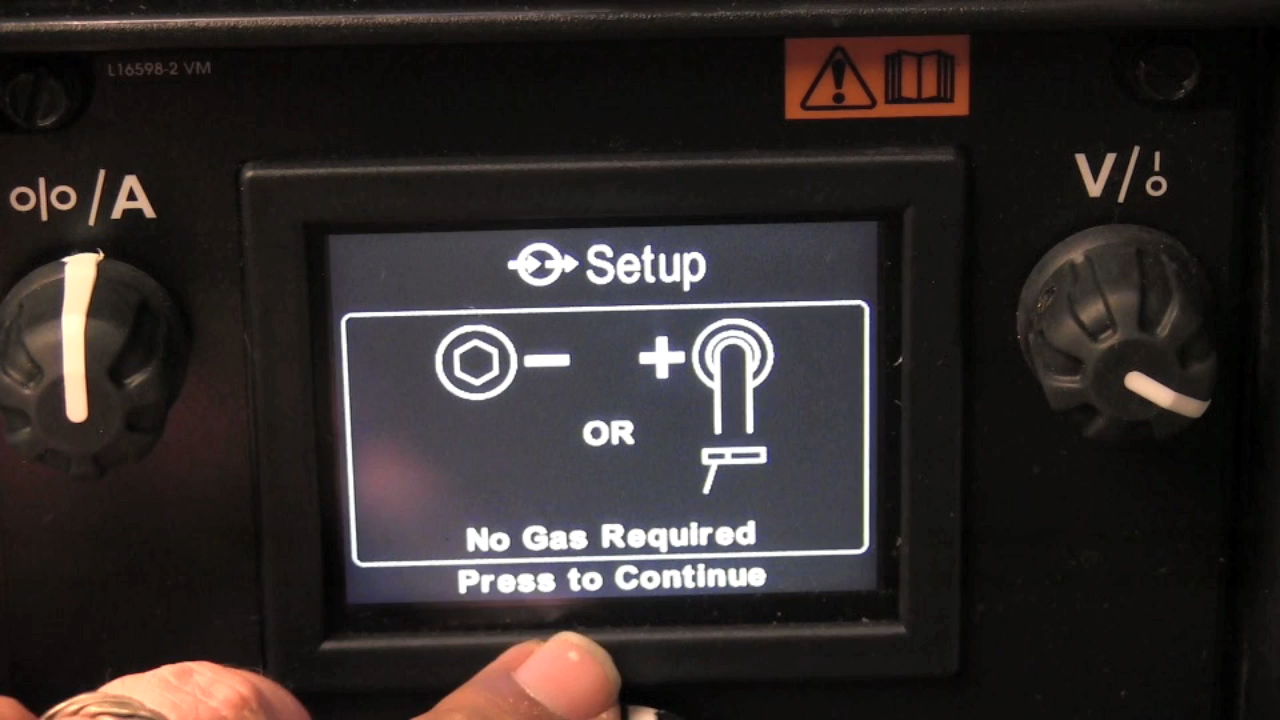 L16598-2 VM
/A
V/
Setup
- +
OR
No Gas Required
Press to Continue